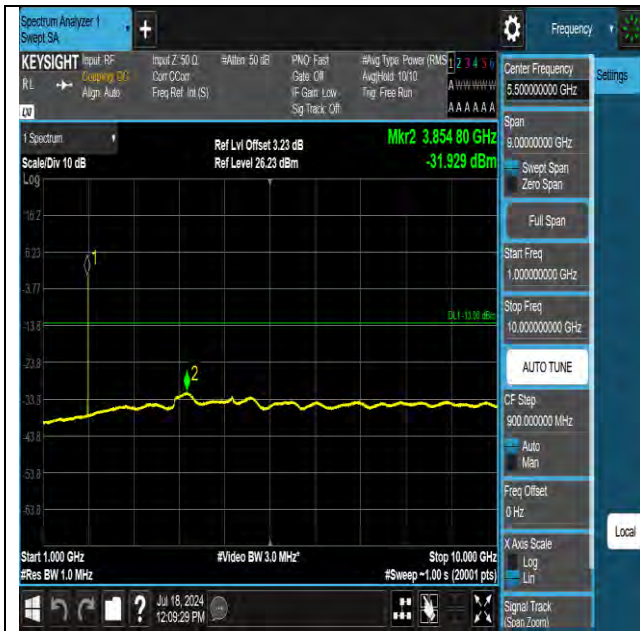 Spectrum Analyzer 1
Swept SA
+
Frequency
KEYSIGHT
RL
Input: RF
Coupling: DC
Align: Auto
Input Z: 50 Ω
Corr CCorr
Freq Ref: Int (S)
#Atten: 50 dB
PNO: Fast
Gate: Off
IF Gain: Low
Sig Track: Off
#Avg Type: Power (RMS
Avg|Hold: 10/10
Trig: Free Run
1 2 3 4 5 6
A W W W W W
A A A A A A
Center Frequency
5.500000000 GHz
Settings
1 Spectrum
Scale/Div 10 dB
Log
Ref Lvl Offset 3.23 dB
Ref Level 26.23 dBm
Mkr2 3.854 80 GHz
-31.929 dBm
16.2
6.23
-3.77
-13.8
-23.8
-33.8
-43.8
-53.8
-63.8
1
2
DL1 -13.00 dBm
Start 1.000 GHz
#Res BW 1.0 MHz
#Video BW 3.0 MHz*
Stop 10.000 GHz
#Sweep ~1.00 s (20001 pts)
Span
9.00000000 GHz
Swept Span
Zero Span
Full Span
Start Freq
1.000000000 GHz
Stop Freq
10.000000000 GHz
AUTO TUNE
CF Step
900.000000 MHz
Auto
Man
Freq Offset
0 Hz
X Axis Scale
Log
Lin
Signal Track
(Span Zoom)
Local
?
Jul 18, 2024
12:09:29 PM